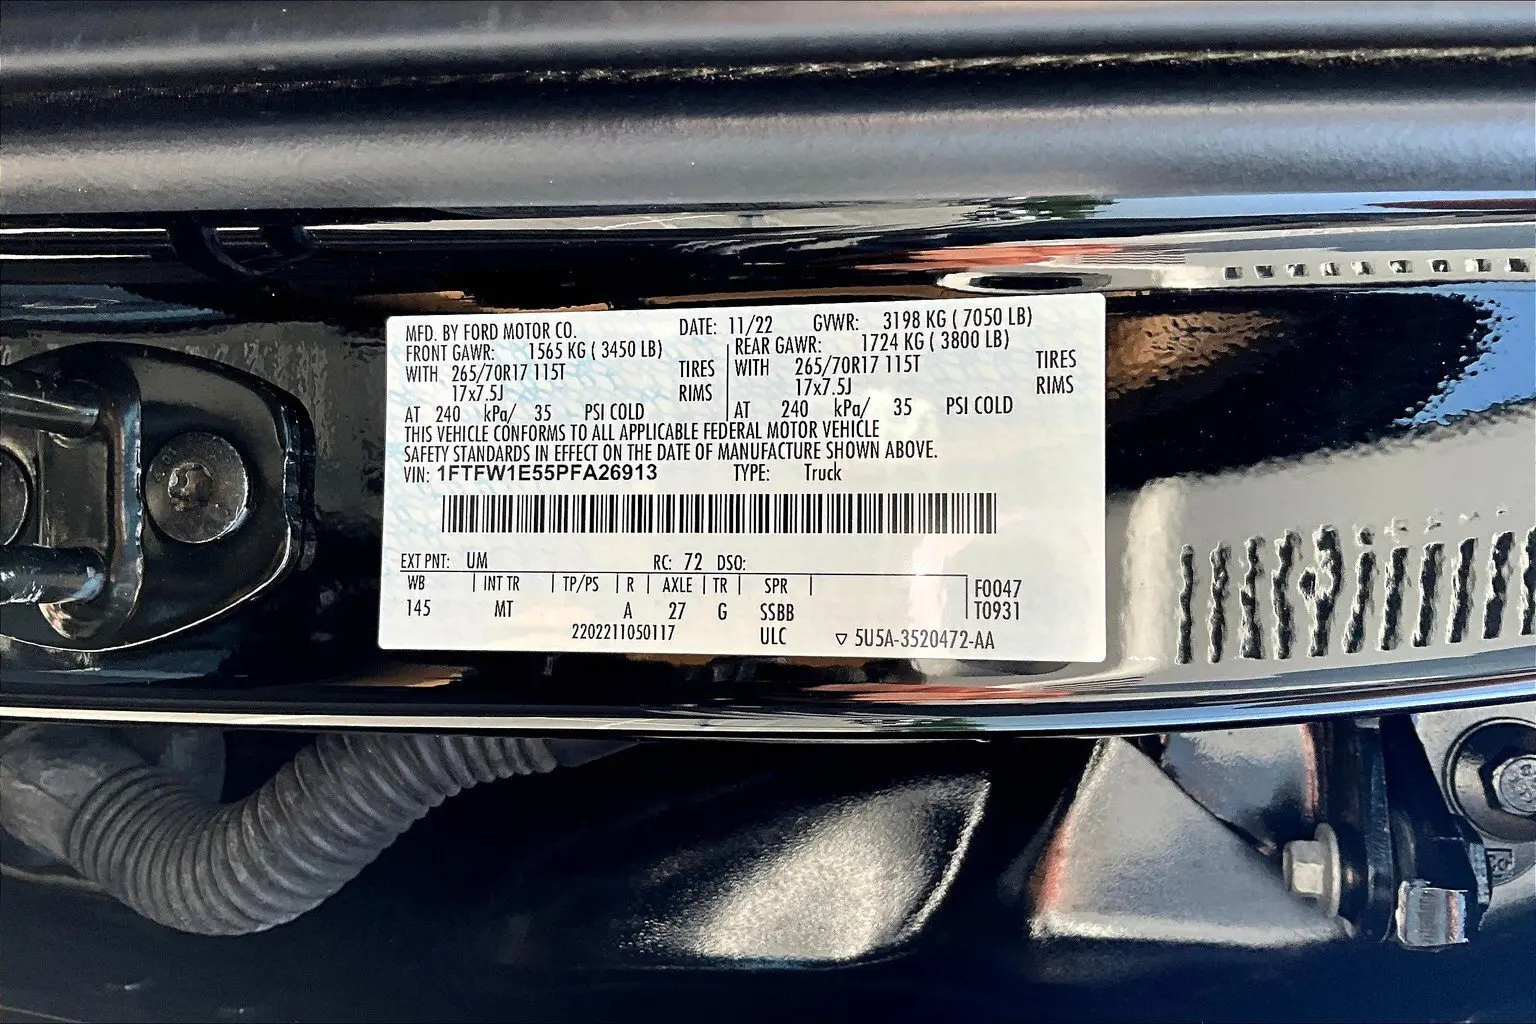 MFD. BY FORD MOTOR CO. DATE: 11/22 GVWR: 3198 KG ( 7050 LB)
FRONT GAWR: 1565 KG ( 3450 LB) REAR GAWR: 1724 KG ( 3800 LB)
WITH 265/70R17 115T TIRES WITH 265/70R17 115T TIRES
17x7.5J RIMS 17x7.5J RIMS
AT 240 kPa/ 35 PSI COLD AT 240 kPa/ 35 PSI COLD
THIS VEHICLE CONFORMS TO ALL APPLICABLE FEDERAL MOTOR VEHICLE
SAFETY STANDARDS IN EFFECT ON THE DATE OF MANUFACTURE SHOWN ABOVE.
VIN: 1FTFW1E55PFA26913 TYPE: Truck
EXT PNT: UM RC: 72 DSO:
WB | INT TR | TP/PS | R | AXLE | TR | SPR | F0047
145 MT A 27 G SSBB T0931
2202211050117 ULC ▽ 5U5A-3520472-AA